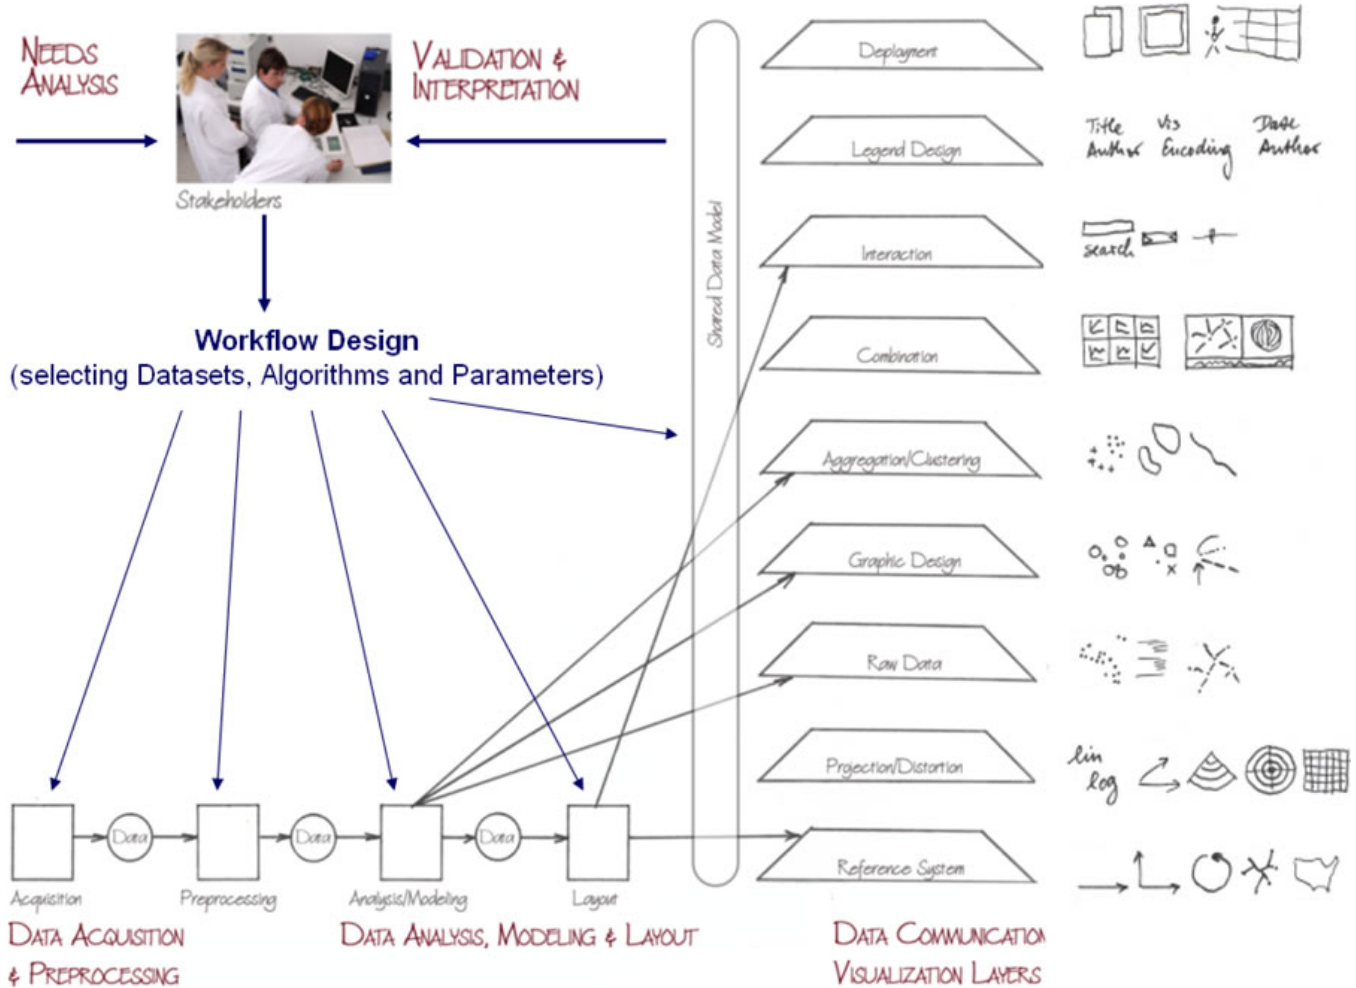 NEEDS
ANALYSIS
VALIDATION &
INTERPRETATION
Stakeholders
Workflow Design
(selecting Datasets, Algorithms and Parameters)
Shared Data Model
Deployment
Legend Design
Title
Author
Vis
Encoding
Date
Author
Interaction
search
Combination
Aggregation/Clustering
Graphic Design
Raw Data
Projection/Distortion
lin
log
Reference System
Data
Data
Data
Acquisition
Preprocessing
Analysis/Modeling
Layout
DATA ACQUISITION
& PREPROCESSING
DATA ANALYSIS, MODELING & LAYOUT
DATA COMMUNICATION
VISUALIZATION LAYERS